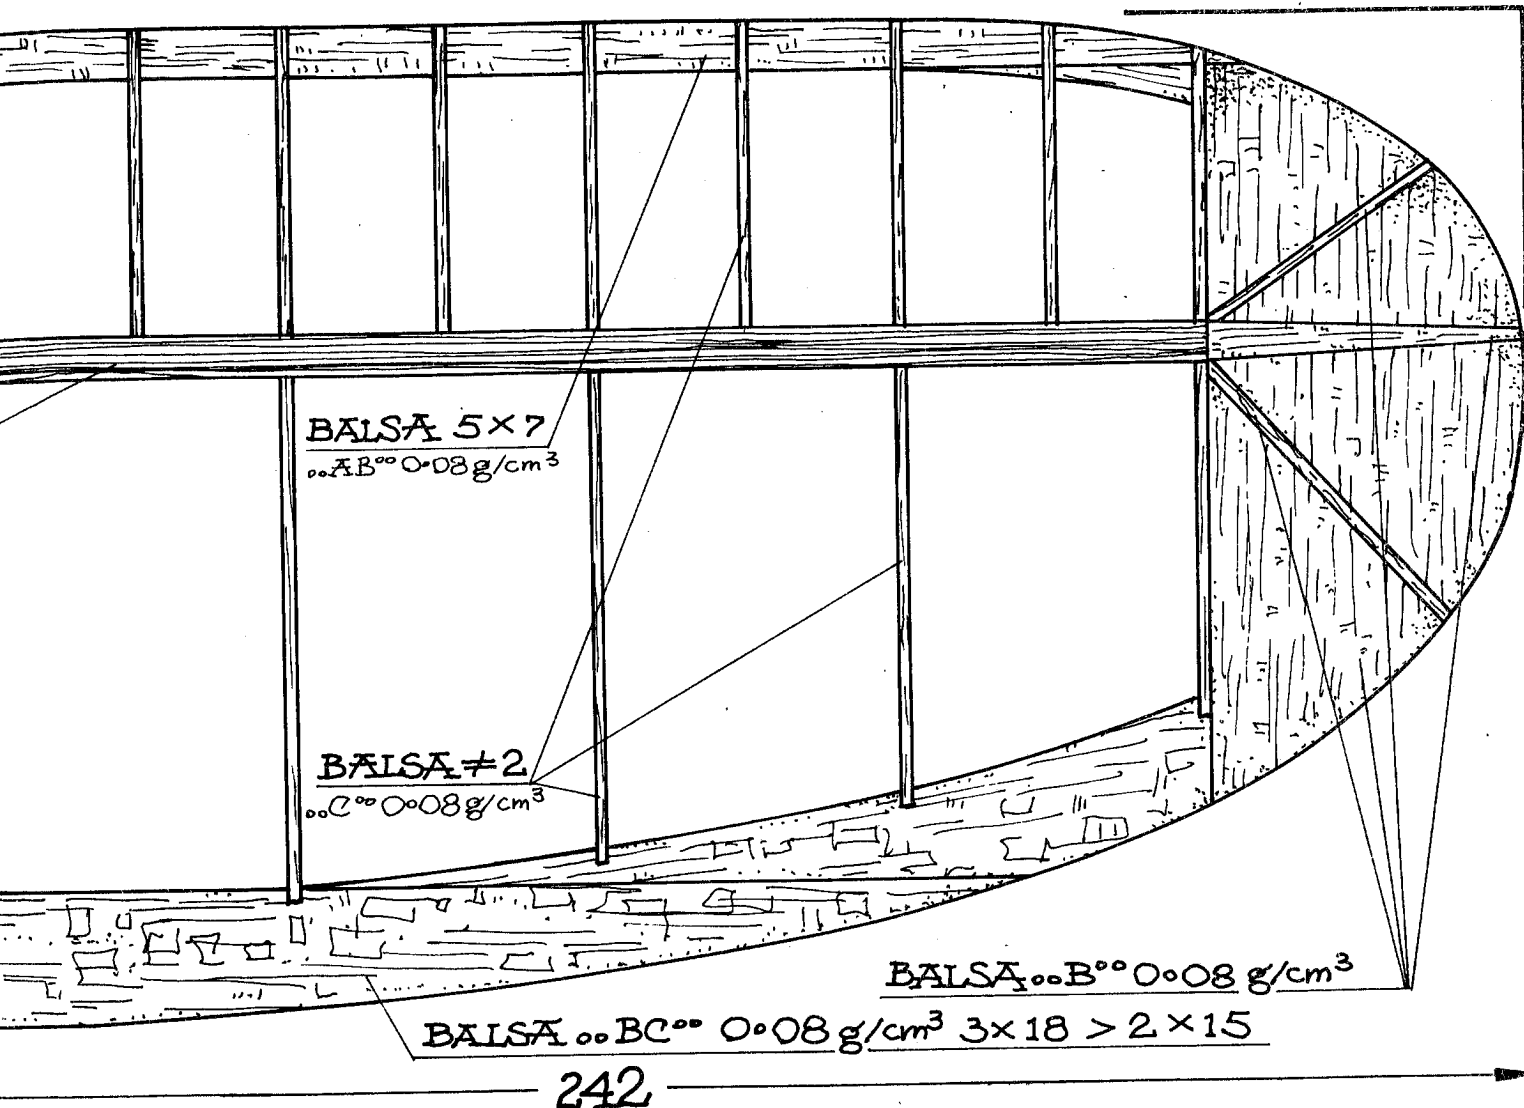 BALSA 5×7
„AB” 0·08 g/cm³
BALSA ≠ 2
„C” 0·08 g/cm³
BALSA „B” 0·08 g/cm³
BALSA „BC” 0·08 g/cm³ 3×18 > 2×15
242